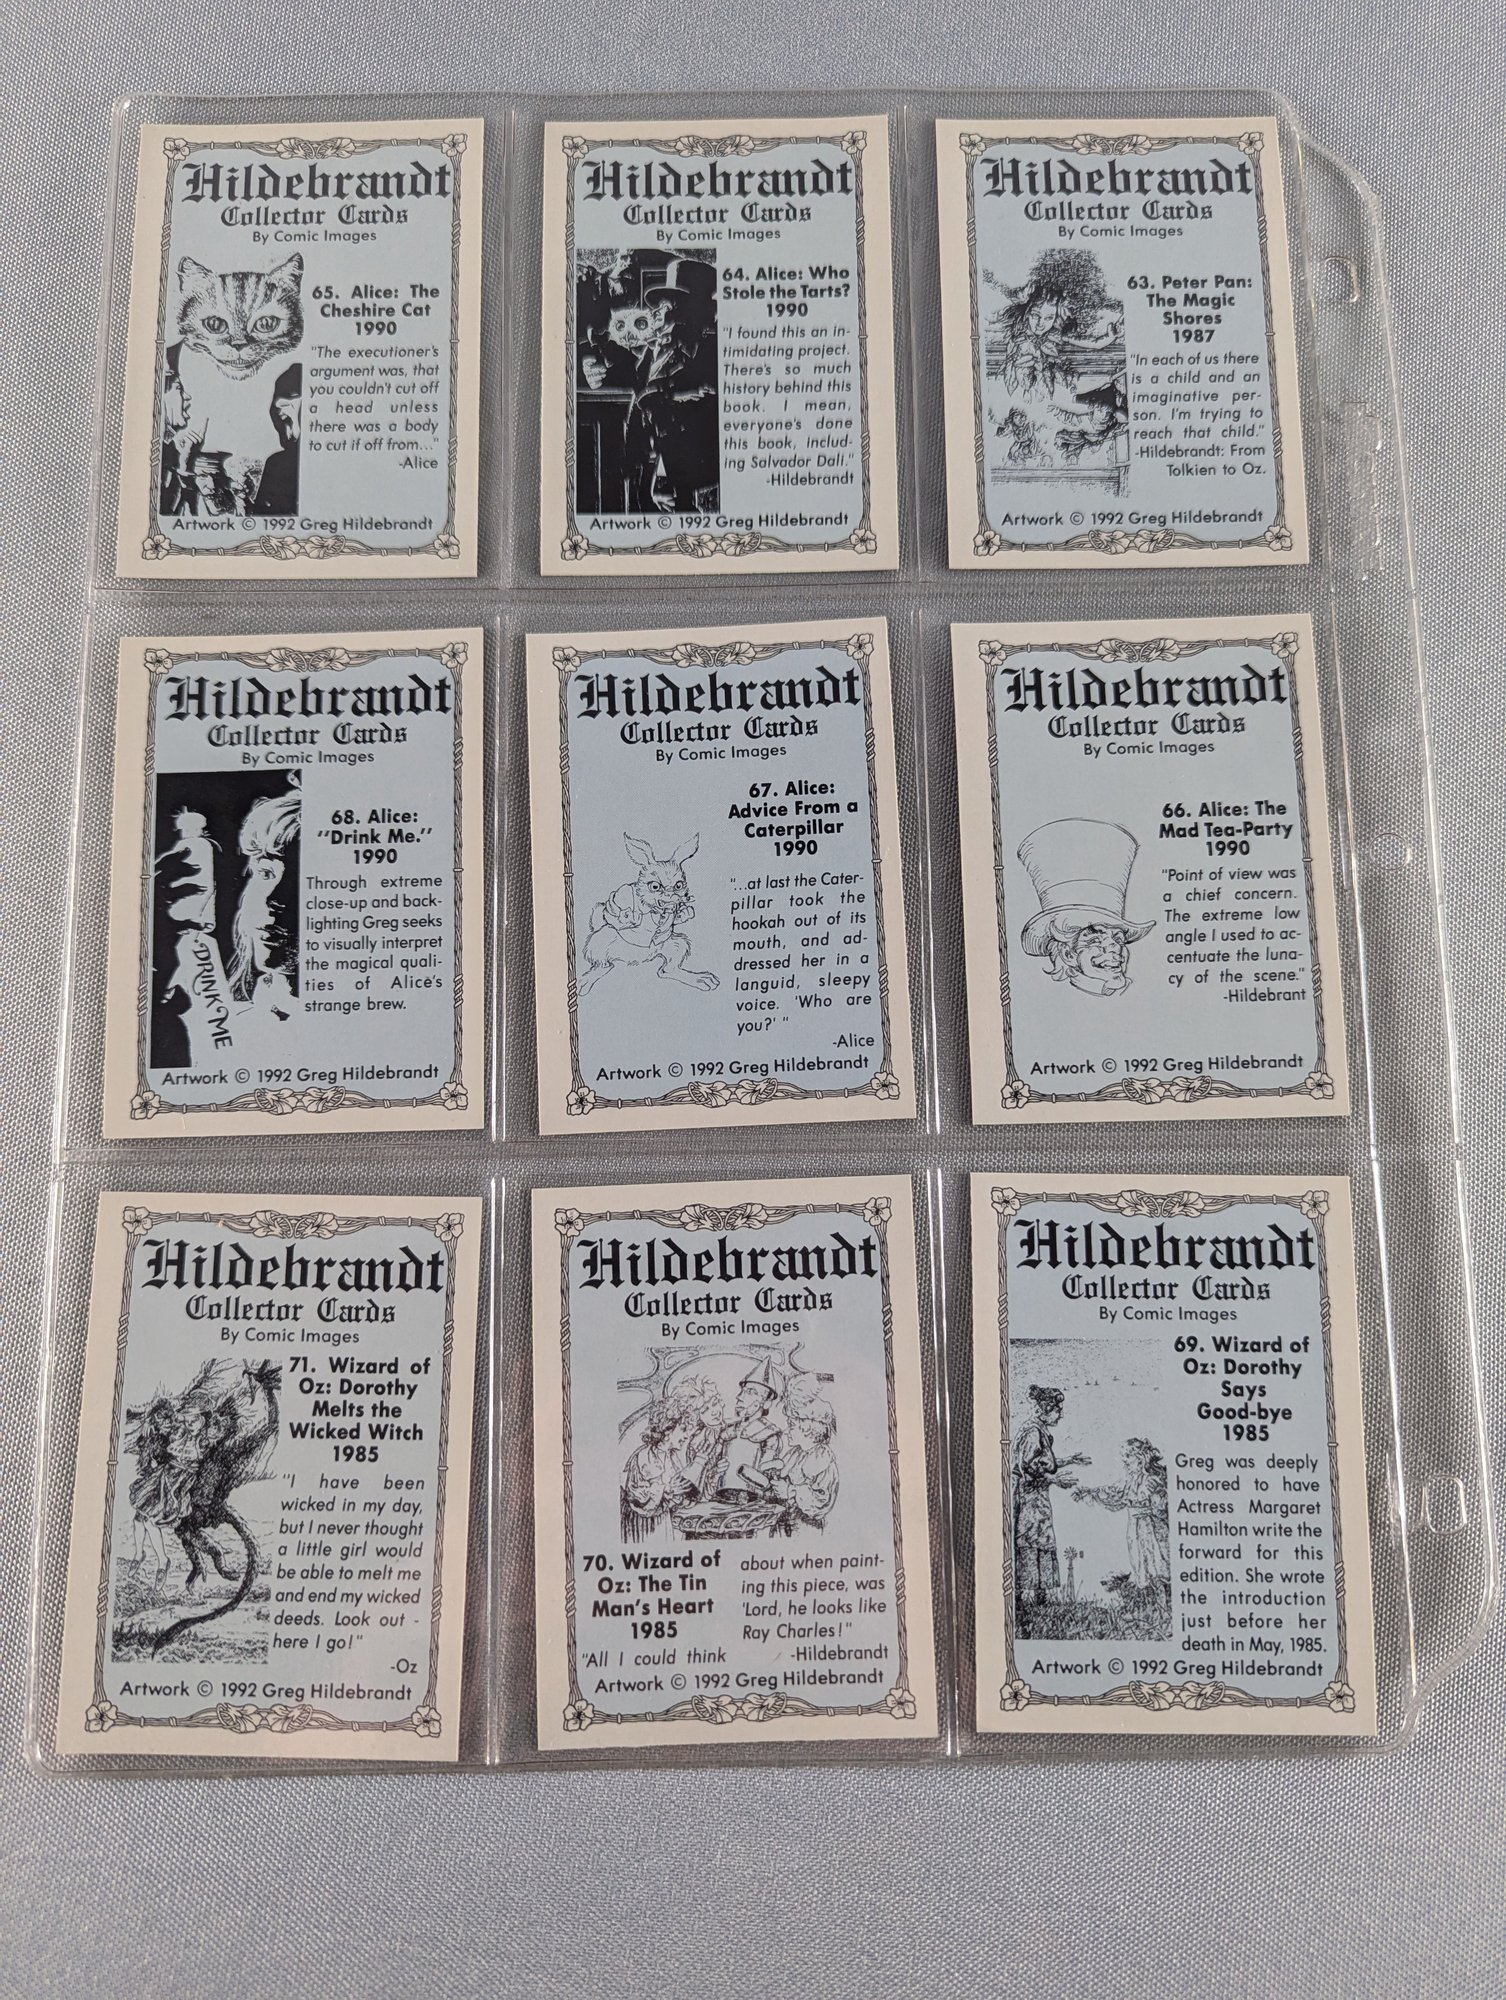 Hildebrandt
Collector Cards
By Comic Images
65. Alice: The
Cheshire Cat
1990
"The executioner's
argument was, that
you couldn't cut off
a head unless
there was a body
to cut if off from..."
-Alice
Artwork © 1992 Greg Hildebrandt
Hildebrandt
Collector Cards
By Comic Images
64. Alice: Who
Stole the Tarts?
1990
"I found this an in-
timidating project.
There's so much
history behind this
book. I mean,
everyone's done
this book, includ-
ing Salvador Dali."
-Hildebrandt
Artwork © 1992 Greg Hildebrandt
Hildebrandt
Collector Cards
By Comic Images
63. Peter Pan:
The Magic
Shores
1987
"In each of us there
is a child and an
imaginative per-
son. I'm trying to
reach that child."
-Hildebrandt: From
Tolkien to Oz.
Artwork © 1992 Greg Hildebrandt
Hildebrandt
Collector Cards
By Comic Images
68. Alice:
"Drink Me."
1990
Through extreme
close-up and back-
lighting Greg seeks
to visually interpret
the magical quali-
ties of Alice's
strange brew.
DRINK ME
Artwork © 1992 Greg Hildebrandt
Hildebrandt
Collector Cards
By Comic Images
67. Alice:
Advice From a
Caterpillar
1990
"...at last the Cater-
pillar took the
hookah out of its
mouth, and ad-
dressed her in a
languid, sleepy
voice. 'Who are
you?' "
-Alice
Artwork © 1992 Greg Hildebrandt
Hildebrandt
Collector Cards
By Comic Images
66. Alice: The
Mad Tea-Party
1990
"Point of view was
a chief concern.
The extreme low
angle I used to ac-
centuate the luna-
cy of the scene."
-Hildebrant
Artwork © 1992 Greg Hildebrandt
Hildebrandt
Collector Cards
By Comic Images
71. Wizard of
Oz: Dorothy
Melts the
Wicked Witch
1985
"I have been
wicked in my day,
but I never thought
a little girl would
be able to melt me
and end my wicked
deeds. Look out -
here I go!"
-Oz
Artwork © 1992 Greg Hildebrandt
Hildebrandt
Collector Cards
By Comic Images
70. Wizard of
Oz: The Tin
Man's Heart
1985
"All I could think
about when paint-
ing this piece, was
'Lord, he looks like
Ray Charles!"
-Hildebrandt
Artwork © 1992 Greg Hildebrandt
Hildebrandt
Collector Cards
By Comic Images
69. Wizard of
Oz: Dorothy
Says
Good-bye
1985
Greg was deeply
honored to have
Actress Margaret
Hamilton write the
forward for this
edition. She wrote
the introduction
just before her
death in May, 1985.
Artwork © 1992 Greg Hildebrandt